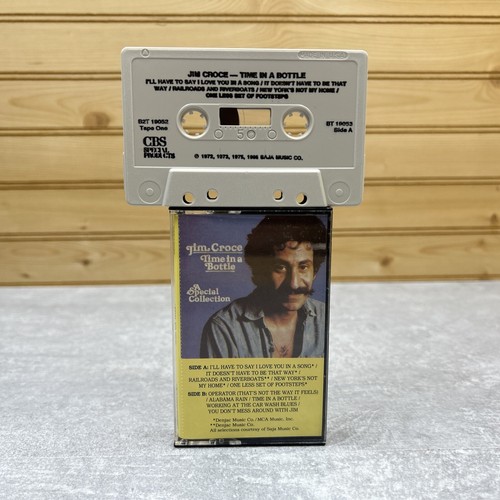 JIM CROCE — TIME IN A BOTTLE
I'LL HAVE TO SAY I LOVE YOU IN A SONG / IT DOESN'T HAVE TO BE THAT
WAY / RAILROADS AND RIVERBOATS / NEW YORK'S NOT MY HOME /
ONE LESS SET OF FOOTSTEPS
B2T 18052
Tape One
BT 18053
Side A
CBS
SPECIAL
PRODUCTS
50
© 1972, 1973, 1975, 1986 SAJA MUSIC CO.
Jim Croce
Time in a
Bottle
A
Special
Collection
SIDE A: I'LL HAVE TO SAY I LOVE YOU IN A SONG* /
IT DOESN'T HAVE TO BE THAT WAY* /
RAILROADS AND RIVERBOATS** / NEW YORK'S NOT
MY HOME* / ONE LESS SET OF FOOTSTEPS*
SIDE B: OPERATOR (THAT'S NOT THE WAY IT FEELS)
/ ALABAMA RAIN / TIME IN A BOTTLE /
WORKING AT THE CAR WASH BLUES /
YOU DON'T MESS AROUND WITH JIM
*Denjac Music Co. / MCA Music, Inc.
**Denjac Music Co.
All selections courtesy of Saja Music Co.